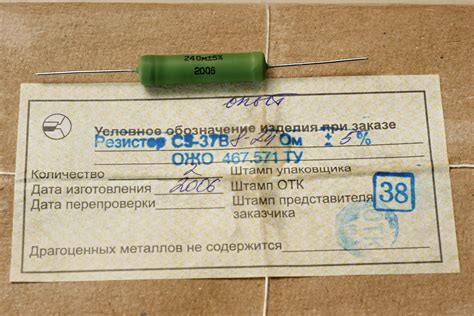 240м±5%
2006
опыт
Условное обозначение изделия при заказе
Резистор С5-37В 8-24 Ом ± 5%
ОЖО 467.571 ТУ
Количество 2 Штамп упаковщика
Дата изготовления 2006 Штамп ОТК 38
Дата перепроверки Штамп представителя
заказчика
Драгоценных металлов не содержится